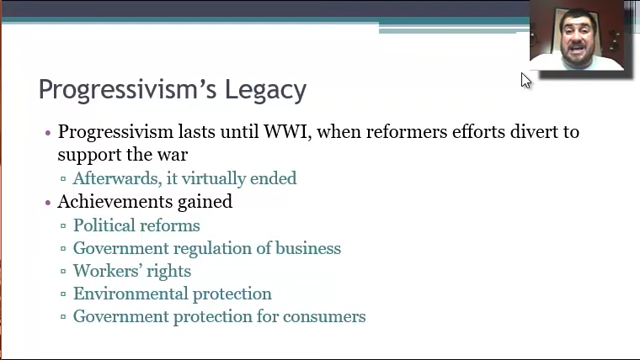 Progressivism's Legacy
• Progressivism lasts until WWI, when reformers efforts divert to
support the war
▫ Afterwards, it virtually ended
• Achievements gained
▫ Political reforms
▫ Government regulation of business
▫ Workers' rights
▫ Environmental protection
▫ Government protection for consumers